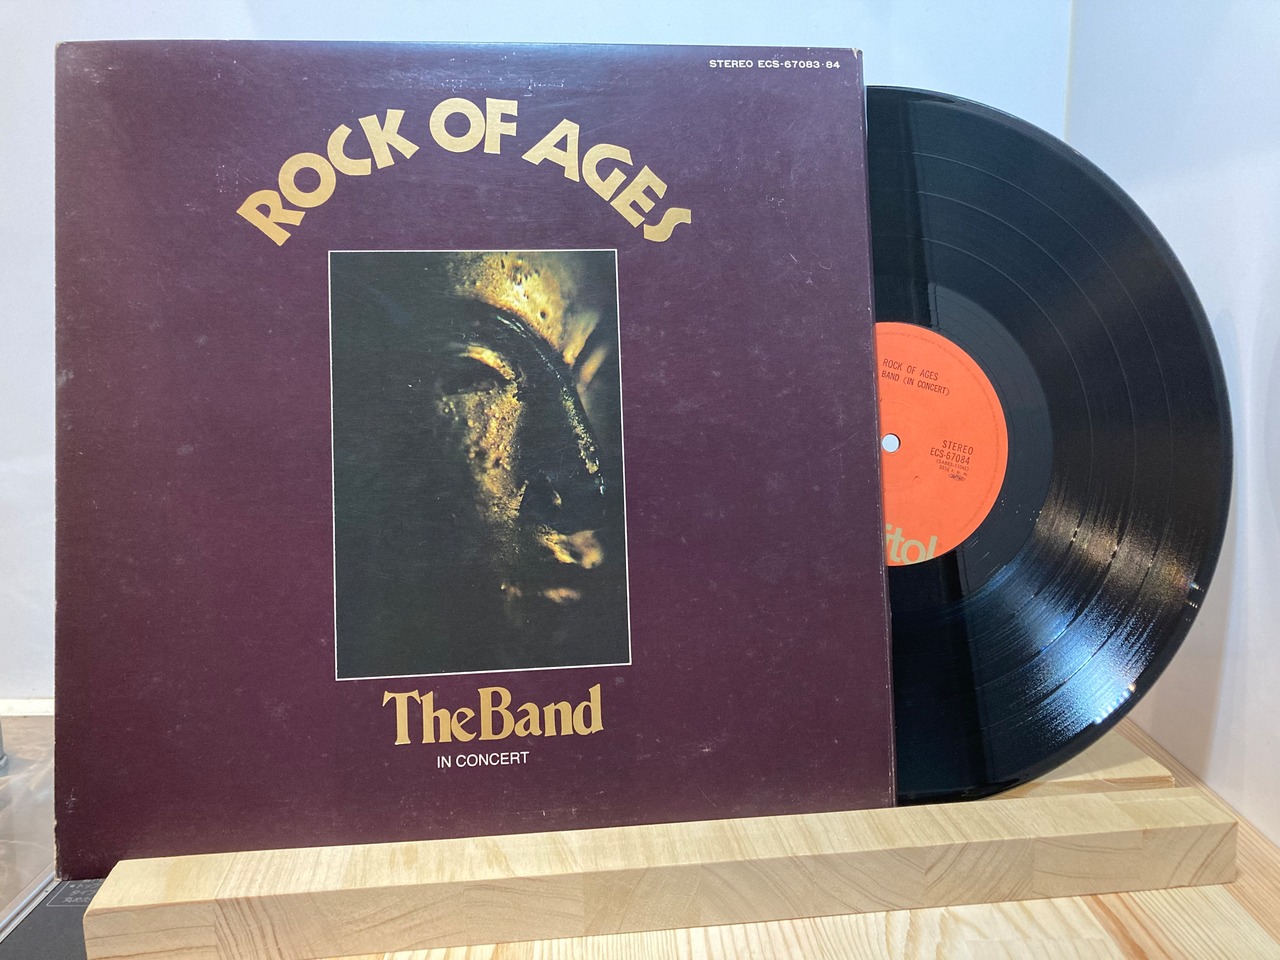 STEREO ECS-67083·84
ROCK OF AGES
The Band
IN CONCERT
ROCK OF AGES
BAND (IN CONCERT)
STEREO
ECS-67084
itol